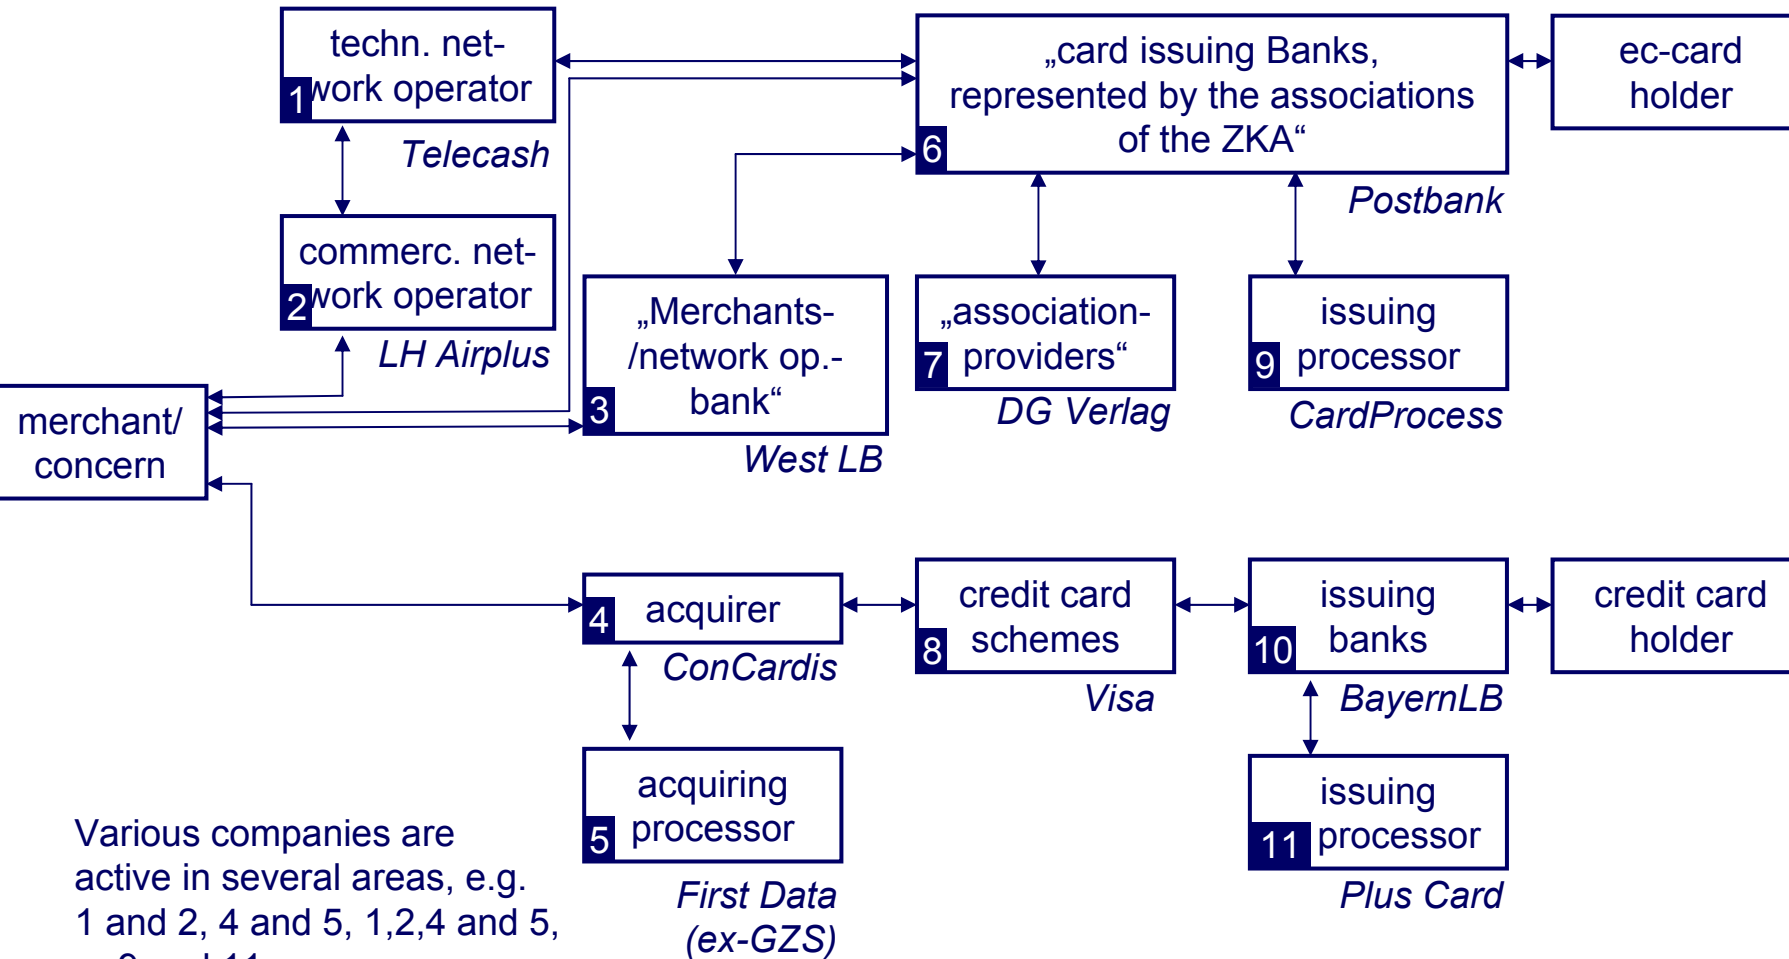 techn. net-
work operator
1
Telecash
commerc. net-
work operator
2
LH Airplus
merchant/
concern
„Merchants-
/network op.-
bank“
3
West LB
„card issuing Banks,
represented by the associations
of the ZKA“
6
Postbank
ec-card
holder
„association-
providers“
7
DG Verlag
issuing
processor
9
CardProcess
acquirer
4
ConCardis
credit card
schemes
8
Visa
issuing
banks
10
BayernLB
credit card
holder
acquiring
processor
5
First Data
(ex-GZS)
issuing
processor
11
Plus Card
Various companies are
active in several areas, e.g.
1 and 2, 4 and 5, 1,2,4 and 5,
9 and 11